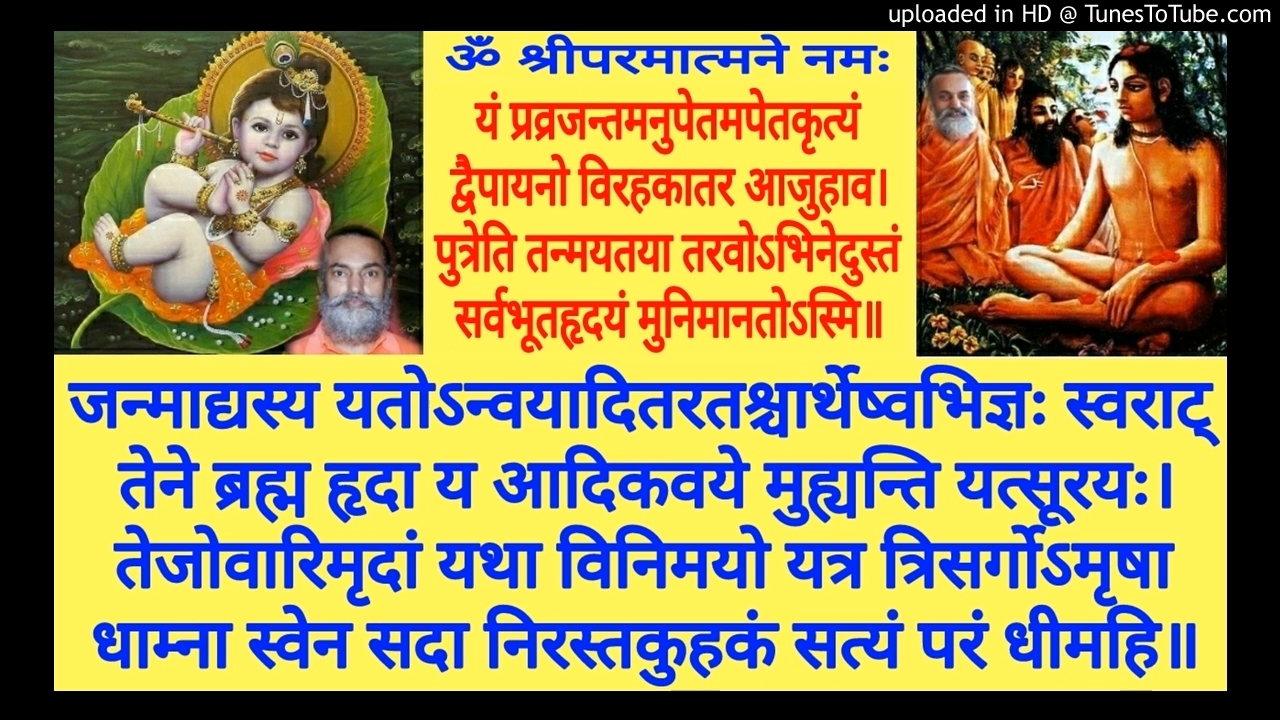 uploaded in HD @ TunesToTube.com
ॐ श्रीपरमात्मने नमः
यं प्रव्रजन्तमनुपेतमपेतकृत्यं
द्वैपायनो विरहकातर आजुहाव।
पुत्रेति तन्मयतया तरवोऽभिनेदुस्तं
सर्वभूतहृदयं मुनिमानतोऽस्मि॥
जन्माद्यस्य यतोऽन्वयादितरतश्चार्थेष्वभिज्ञः स्वराट्
तेने ब्रह्म हृदा य आदिकवये मुह्यन्ति यत्सूरयः।
तेजोवारिमृदां यथा विनिमयो यत्र त्रिसर्गोऽमृषा
धाम्ना स्वेन सदा निरस्तकुहकं सत्यं परं धीमहि॥